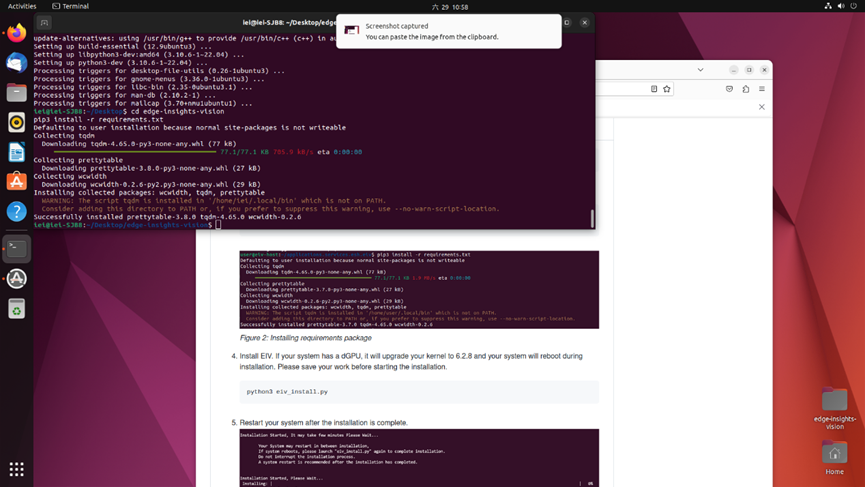 Activities
Terminal
六 29 10:58
iei@iei-SJB8: ~/Desktop/edge
Screenshot captured
You can paste the image from the clipboard.
update-alternatives: using /usr/bin/g++ to provide /usr/bin/c++ (c++) in au
Setting up build-essential (12.9ubuntu3) ...
Setting up libpython3-dev:amd64 (3.10.6-1~22.04) ...
Setting up python3-dev (3.10.6-1~22.04) ...
Processing triggers for desktop-file-utils (0.26-1ubuntu3) ...
Processing triggers for gnome-menus (3.36.0-1ubuntu3) ...
Processing triggers for libc-bin (2.35-0ubuntu3.1) ...
Processing triggers for man-db (2.10.2-1) ...
Processing triggers for mailcap (3.70+nmu1ubuntu1) ...
iei@iei-SJB8:~/Desktop$ cd edge-insights-vision
pip3 install -r requirements.txt
Defaulting to user installation because normal site-packages is not writeable
Collecting tqdm
Downloading tqdm-4.65.0-py3-none-any.whl (77 kB)
77.1/77.1 KB 705.9 kB/s eta 0:00:00
Collecting prettytable
Downloading prettytable-3.8.0-py3-none-any.whl (27 kB)
Collecting wcwidth
Downloading wcwidth-0.2.6-py2.py3-none-any.whl (29 kB)
Installing collected packages: wcwidth, tqdm, prettytable
WARNING: The script tqdm is installed in '/home/iei/.local/bin' which is not on PATH.
Consider adding this directory to PATH or, if you prefer to suppress this warning, use --no-warn-script-location.
Successfully installed prettytable-3.8.0 tqdm-4.65.0 wcwidth-0.2.6
iei@iei-SJB8:~/Desktop/edge-insights-vision$
$ pip3 install -r requirements.txt
Defaulting to user installation because normal site-packages is not writeable
Collecting tqdm
Downloading tqdm-4.65.0-py3-none-any.whl (77 kB)
eta 0:00:00
Collecting prettytable
Downloading prettytable-3.7.0-py3-none-any.whl (27 kB)
Collecting wcwidth
Downloading wcwidth-0.2.6-py2.py3-none-any.whl (29 kB)
Installing collected packages: wcwidth, tqdm, prettytable
WARNING: The script tqdm is installed in '/home/user/.local/bin' which is not on PATH.
Consider adding this directory to PATH or, if you prefer to suppress this warning, use --no-warn-script-location.
Successfully installed prettytable-3.7.0 tqdm-4.65.0 wcwidth-0.2.6
Figure 2: Installing requirements package
4. Install EIV. If your system has a dGPU, it will upgrade your kernel to 6.2.8 and your system will reboot during
installation. Please save your work before starting the installation.
python3 eiv_install.py
5. Restart your system after the installation is complete.
Installation Started, It may take few minutes Please Wait...
Your System may restart in between installation,
If system reboots, please launch "eiv_install.py" again to complete installation.
Do not interrupt the installation process.
A system restart is recommended after the installation has completed.
Installation Started, Please Wait...
Installing: |
| 0%
edge-insights-
vision
Home